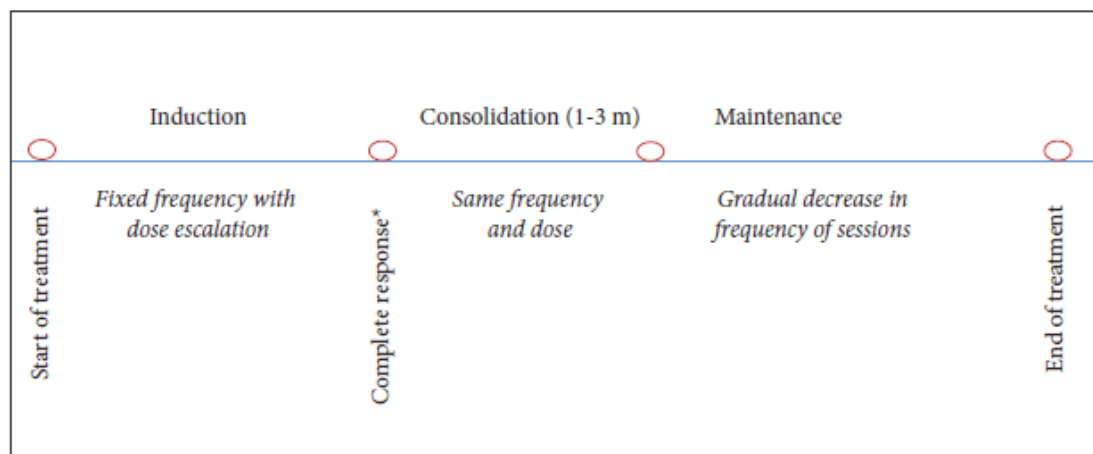 Induction
Consolidation (1-3 m)
Maintenance
Fixed frequency with
dose escalation
Same frequency
and dose
Gradual decrease in
frequency of sessions
Start of treatment
Complete response*
End of treatment